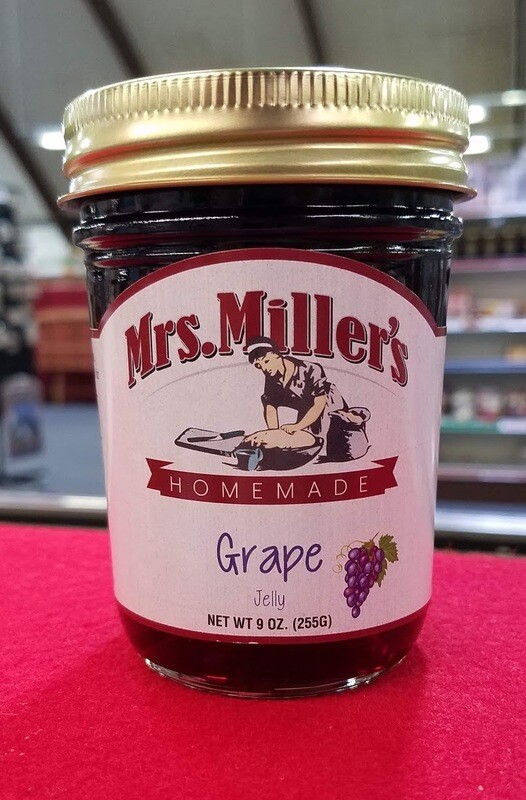 Mrs. Miller's
HOMEMADE
Grape
Jelly
NET WT 9 OZ. (255G)